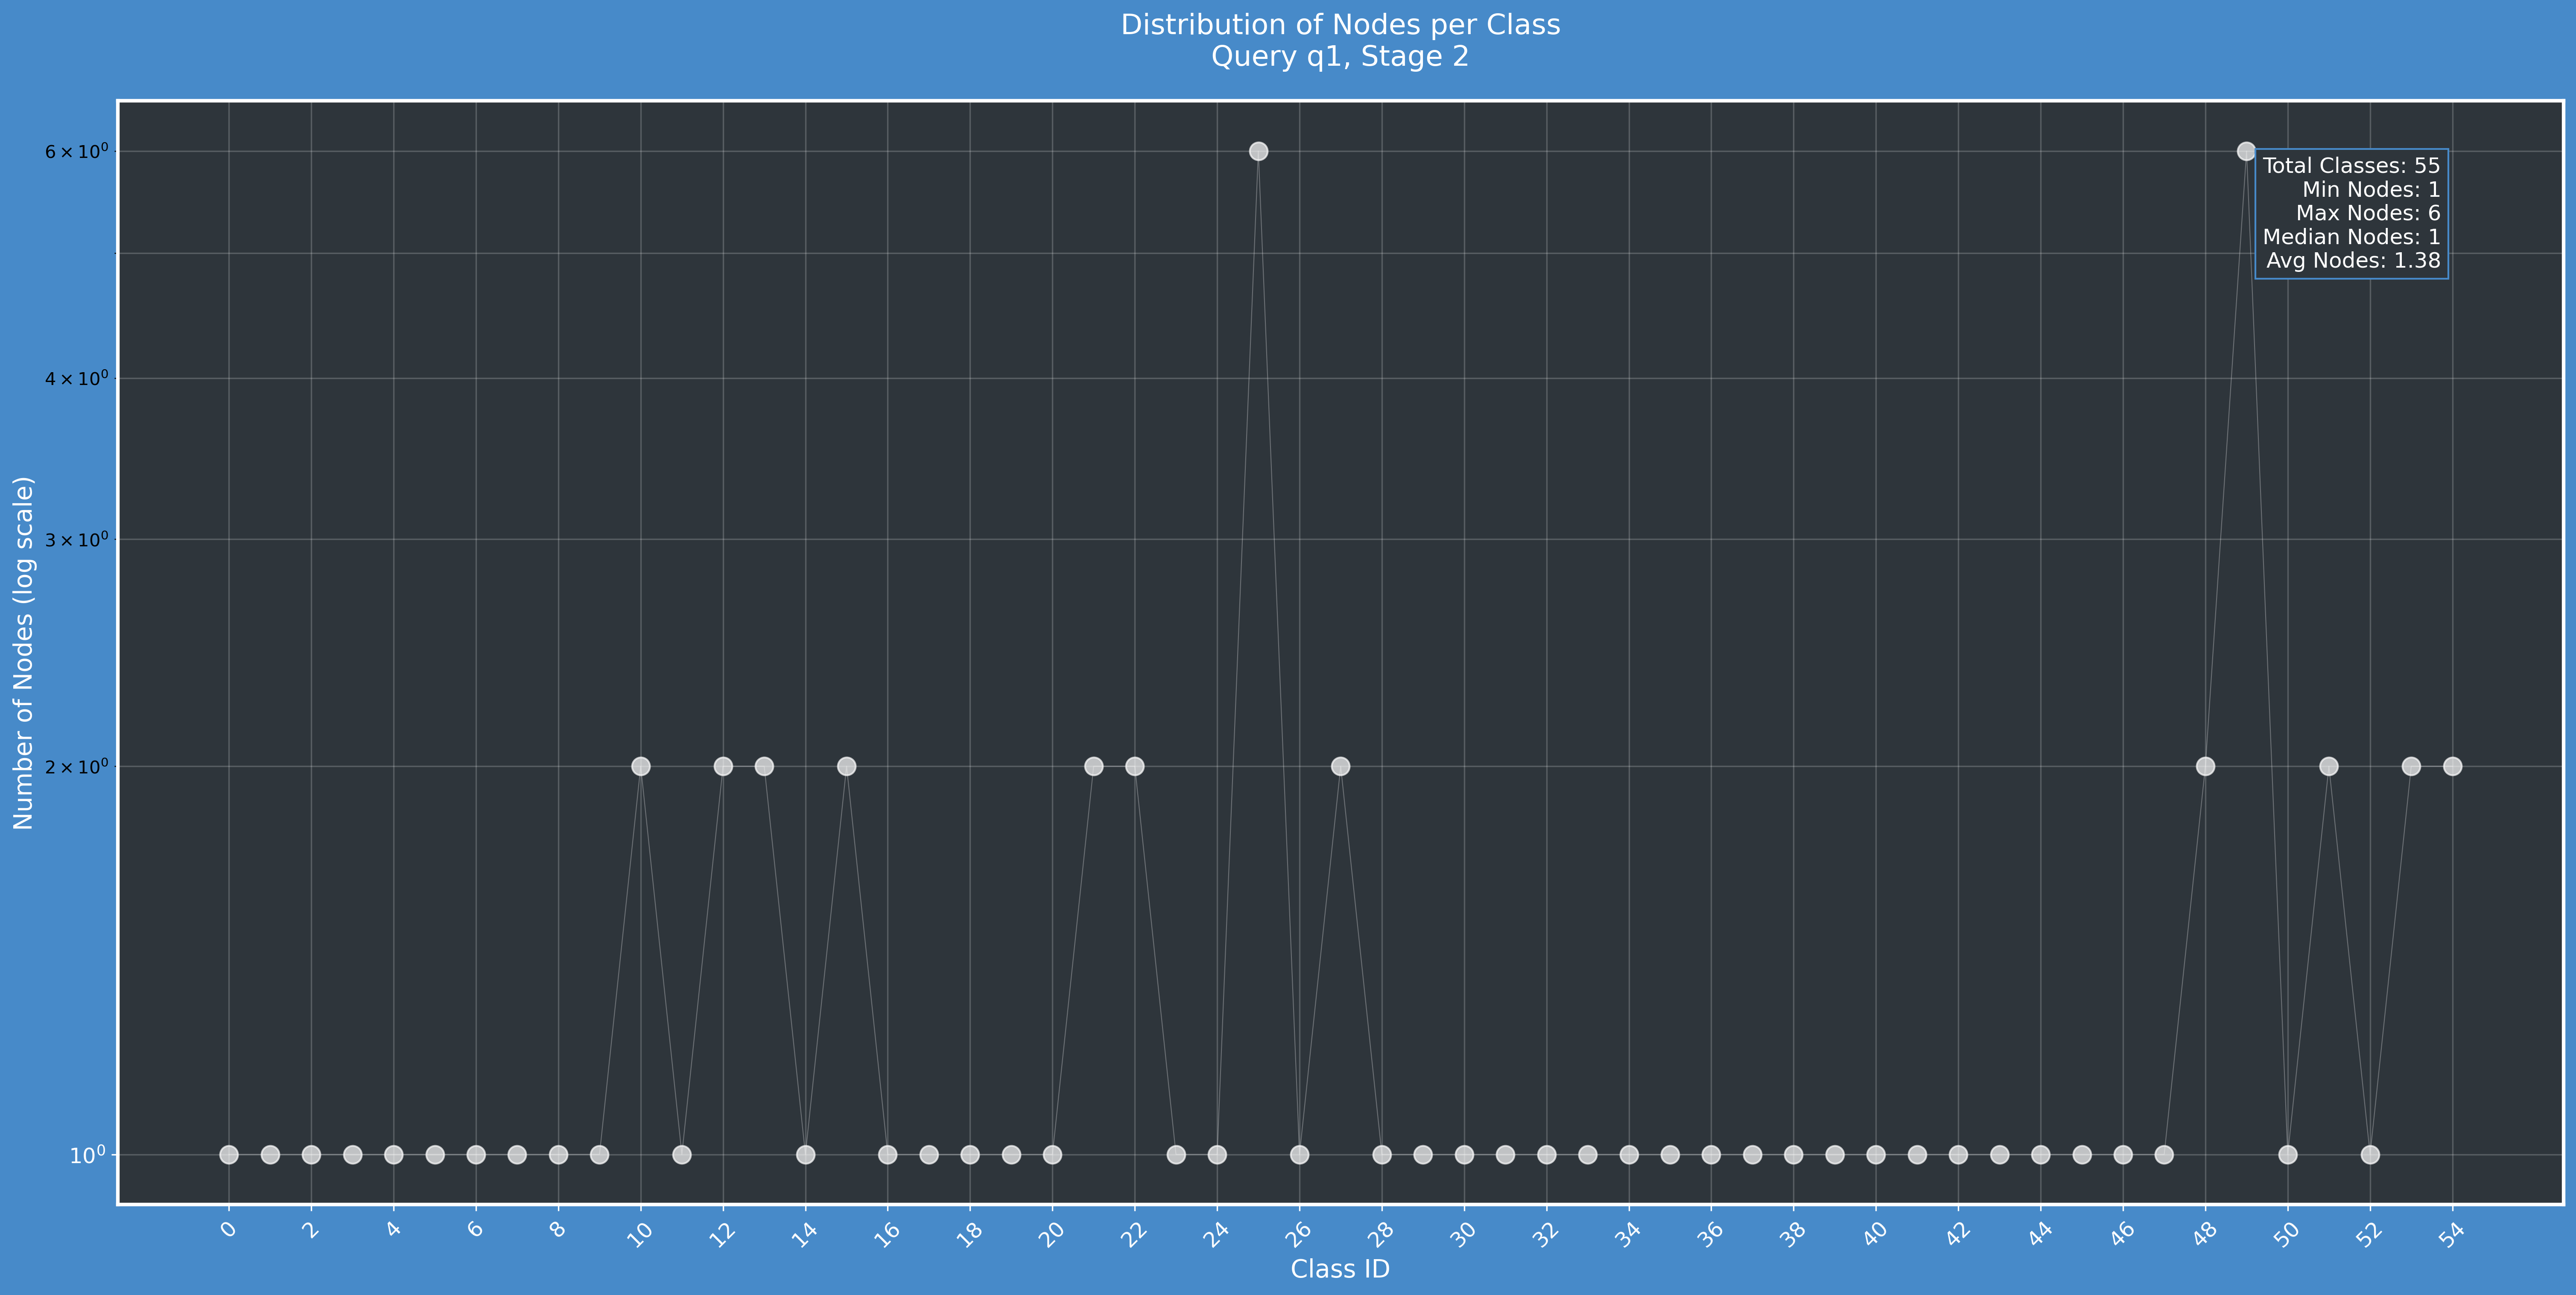 Distribution of Nodes per Class
Query q1, Stage 2
Number of Nodes (log scale)
6 × 10⁰
4 × 10⁰
3 × 10⁰
2 × 10⁰
10⁰
Total Classes: 55
Min Nodes: 1
Max Nodes: 6
Median Nodes: 1
Avg Nodes: 1.38
0 2 4 6 8 10 12 14 16 18 20 22 24 26 28 30 32 34 36 38 40 42 44 46 48 50 52 54
Class ID